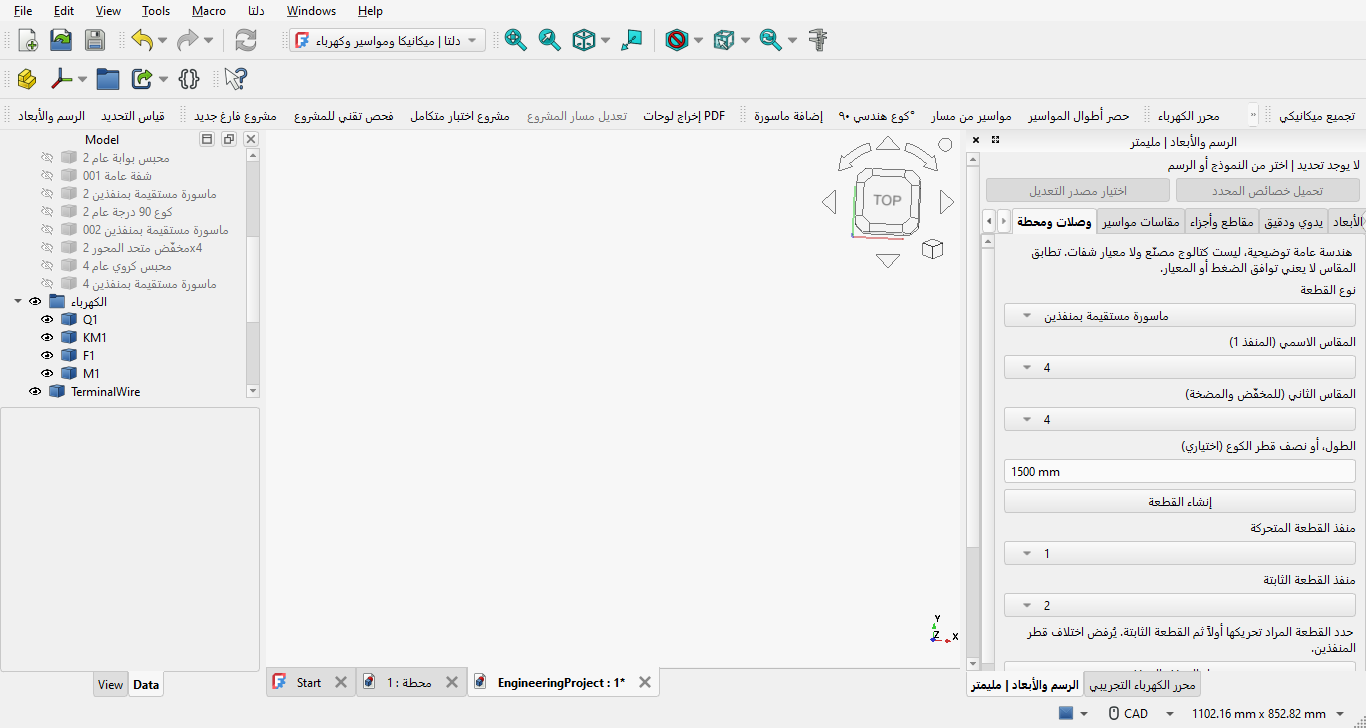 File Edit View Tools Macro دلتا Windows Help
دلتا | ميكانيكا ومواسير وكهرباء
الرسم والأبعاد قياس التحديد مشروع فارغ جديد فحص تقني للمشروع مشروع اختبار متكامل تعديل مسار المشروع PDF إخراج لوحات إضافة ماسورة كوع هندسي ٩٠° مواسير من مسار حصر أطوال المواسير محرر الكهرباء » تجميع ميكانيكي
Model
محبس بوابة عام 2
شفة عامة 001
ماسورة مستقيمة بمنفذين 2
كوع 90 درجة عام 2
ماسورة مستقيمة بمنفذين 002
مخفّض متحد المحور 2x4
محبس كروي عام 4
ماسورة مستقيمة بمنفذين 4
الكهرباء
Q1
KM1
F1
M1
TerminalWire
View Data
TOP
Y
Z X
Start
محطة : 1
EngineeringProject : 1*
الرسم والأبعاد | مليمتر
لا يوجد تحديد | اختر من النموذج أو الرسم
تحميل خصائص المحدد
اختيار مصدر التعديل
الأبعاد يدوي ودقيق مقاطع وأجزاء مقاسات مواسير وصلات ومحطة
هندسة عامة توضيحية، ليست كتالوج مصنّع ولا معيار شفات. تطابق
المقاس لا يعني توافق الضغط أو المعيار.
نوع القطعة
ماسورة مستقيمة بمنفذين
المقاس الاسمي (المنفذ 1)
4
المقاس الثاني (للمخفّض والمضخة)
4
الطول، أو نصف قطر الكوع (اختياري)
1500 mm
إنشاء القطعة
منفذ القطعة المتحركة
1
منفذ القطعة الثابتة
2
حدد القطعة المراد تحريكها أولاً ثم القطعة الثابتة. يُرفض اختلاف قطر
المنفذين.
الرسم والأبعاد | مليمتر
محرر الكهرباء التجريبي
CAD
1102.16 mm x 852.82 mm